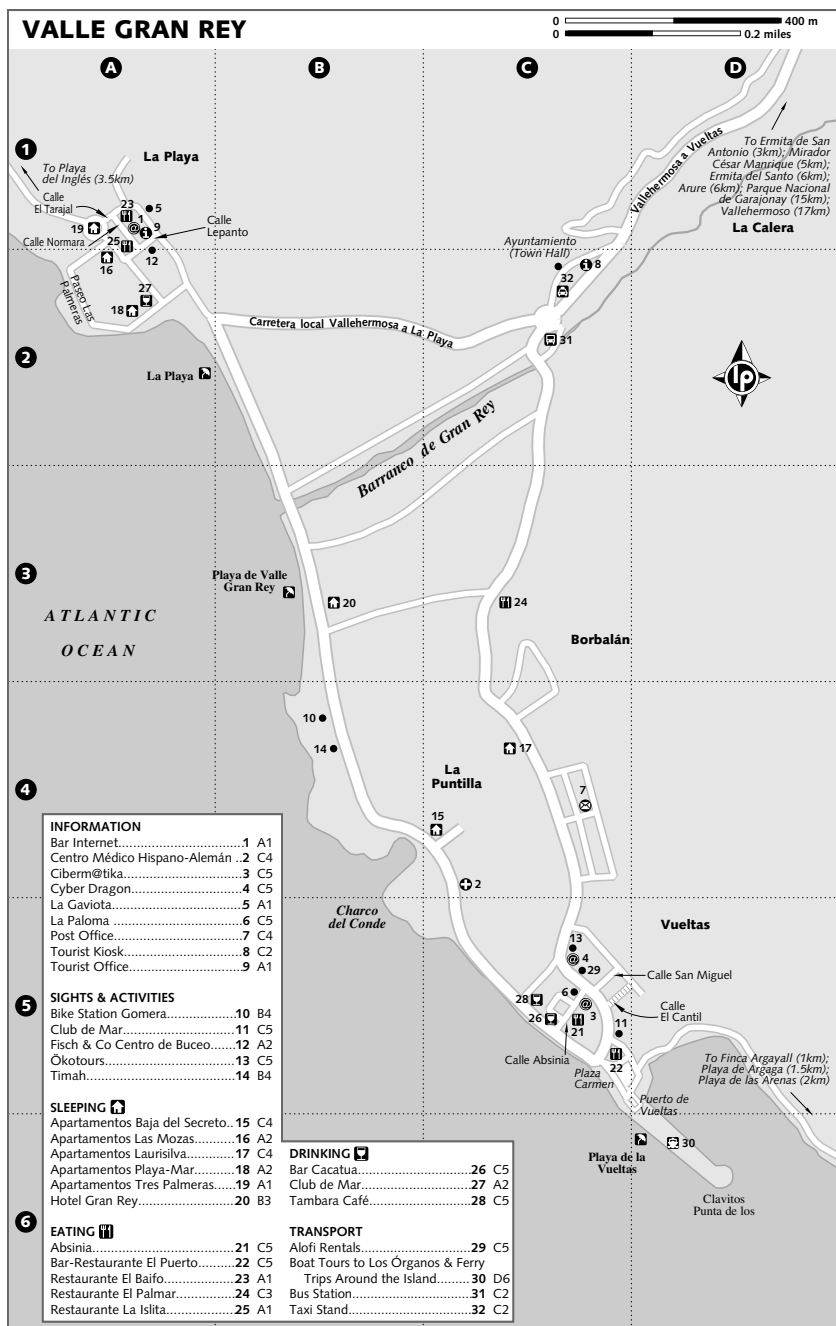 VALLE GRAN REY
0 400 m
0 0.2 miles
A
B
C
D
1
2
3
4
5
6
To Playa
del Inglés (3.5km)
La Playa
Calle
El Tarajal
23
5
1
@
9
Calle
Lepanto
19
Calle Normara
25
12
16
27
18
Paseo Las
Palmeras
To Ermita de San
Antonio (3km); Mirador
César Manrique (5km);
Ermita del Santo (6km);
Arure (6km); Parque Nacional
de Garajonay (15km);
Vallehermoso (17km)
Vallehermosa a Vueltas
La Calera
Ayuntamiento
(Town Hall)
8
32
31
Carretera local Vallehermosa a La Playa
La Playa
lp
Barranco de Gran Rey
Playa de Valle
Gran Rey
20
24
ATLANTIC
OCEAN
Borbalán
10
14
17
La
Puntilla
7
15
2
Charco
del Conde
Vueltas
13
@ 4
29
Calle San Miguel
6
28
@
3
Calle
El Cantil
26
21
11
Calle Absinia
22
Plaza
Carmen
To Finca Argayall (1km);
Playa de Argaga (1.5km);
Playa de las Arenas (2km)
Puerto de
Vueltas
Playa de la
Vueltas
30
Clavitos
Punta de los
INFORMATION
Bar Internet..............................1 A1
Centro Médico Hispano-Alemán ..2 C4
Ciberm@tika..............................3 C5
Cyber Dragon............................4 C5
La Gaviota................................5 A1
La Paloma ................................6 C5
Post Office................................7 C4
Tourist Kiosk.............................8 C2
Tourist Office............................9 A1
SIGHTS & ACTIVITIES
Bike Station Gomera................10 B4
Club de Mar............................11 C5
Fisch & Co Centro de Buceo.....12 A2
Ökotours.................................13 C5
Timah.....................................14 B4
SLEEPING
Apartamentos Baja del Secreto..15 C4
Apartamentos Las Mozas.........16 A2
Apartamentos Laurisilva...........17 C4
Apartamentos Playa-Mar.........18 A2
Apartamentos Tres Palmeras.....19 A1
Hotel Gran Rey.......................20 B3
EATING
Absinia...................................21 C5
Bar-Restaurante El Puerto........22 C5
Restaurante El Baifo................23 A1
Restaurante El Palmar..............24 C3
Restaurante La Islita................25 A1
DRINKING
Bar Cacatua............................26 C5
Club de Mar...........................27 A2
Tambara Café.........................28 C5
TRANSPORT
Alofi Rentals...........................29 C5
Boat Tours to Los Órganos & Ferry
Trips Around the Island.........30 D6
Bus Station.............................31 C2
Taxi Stand..............................32 C2